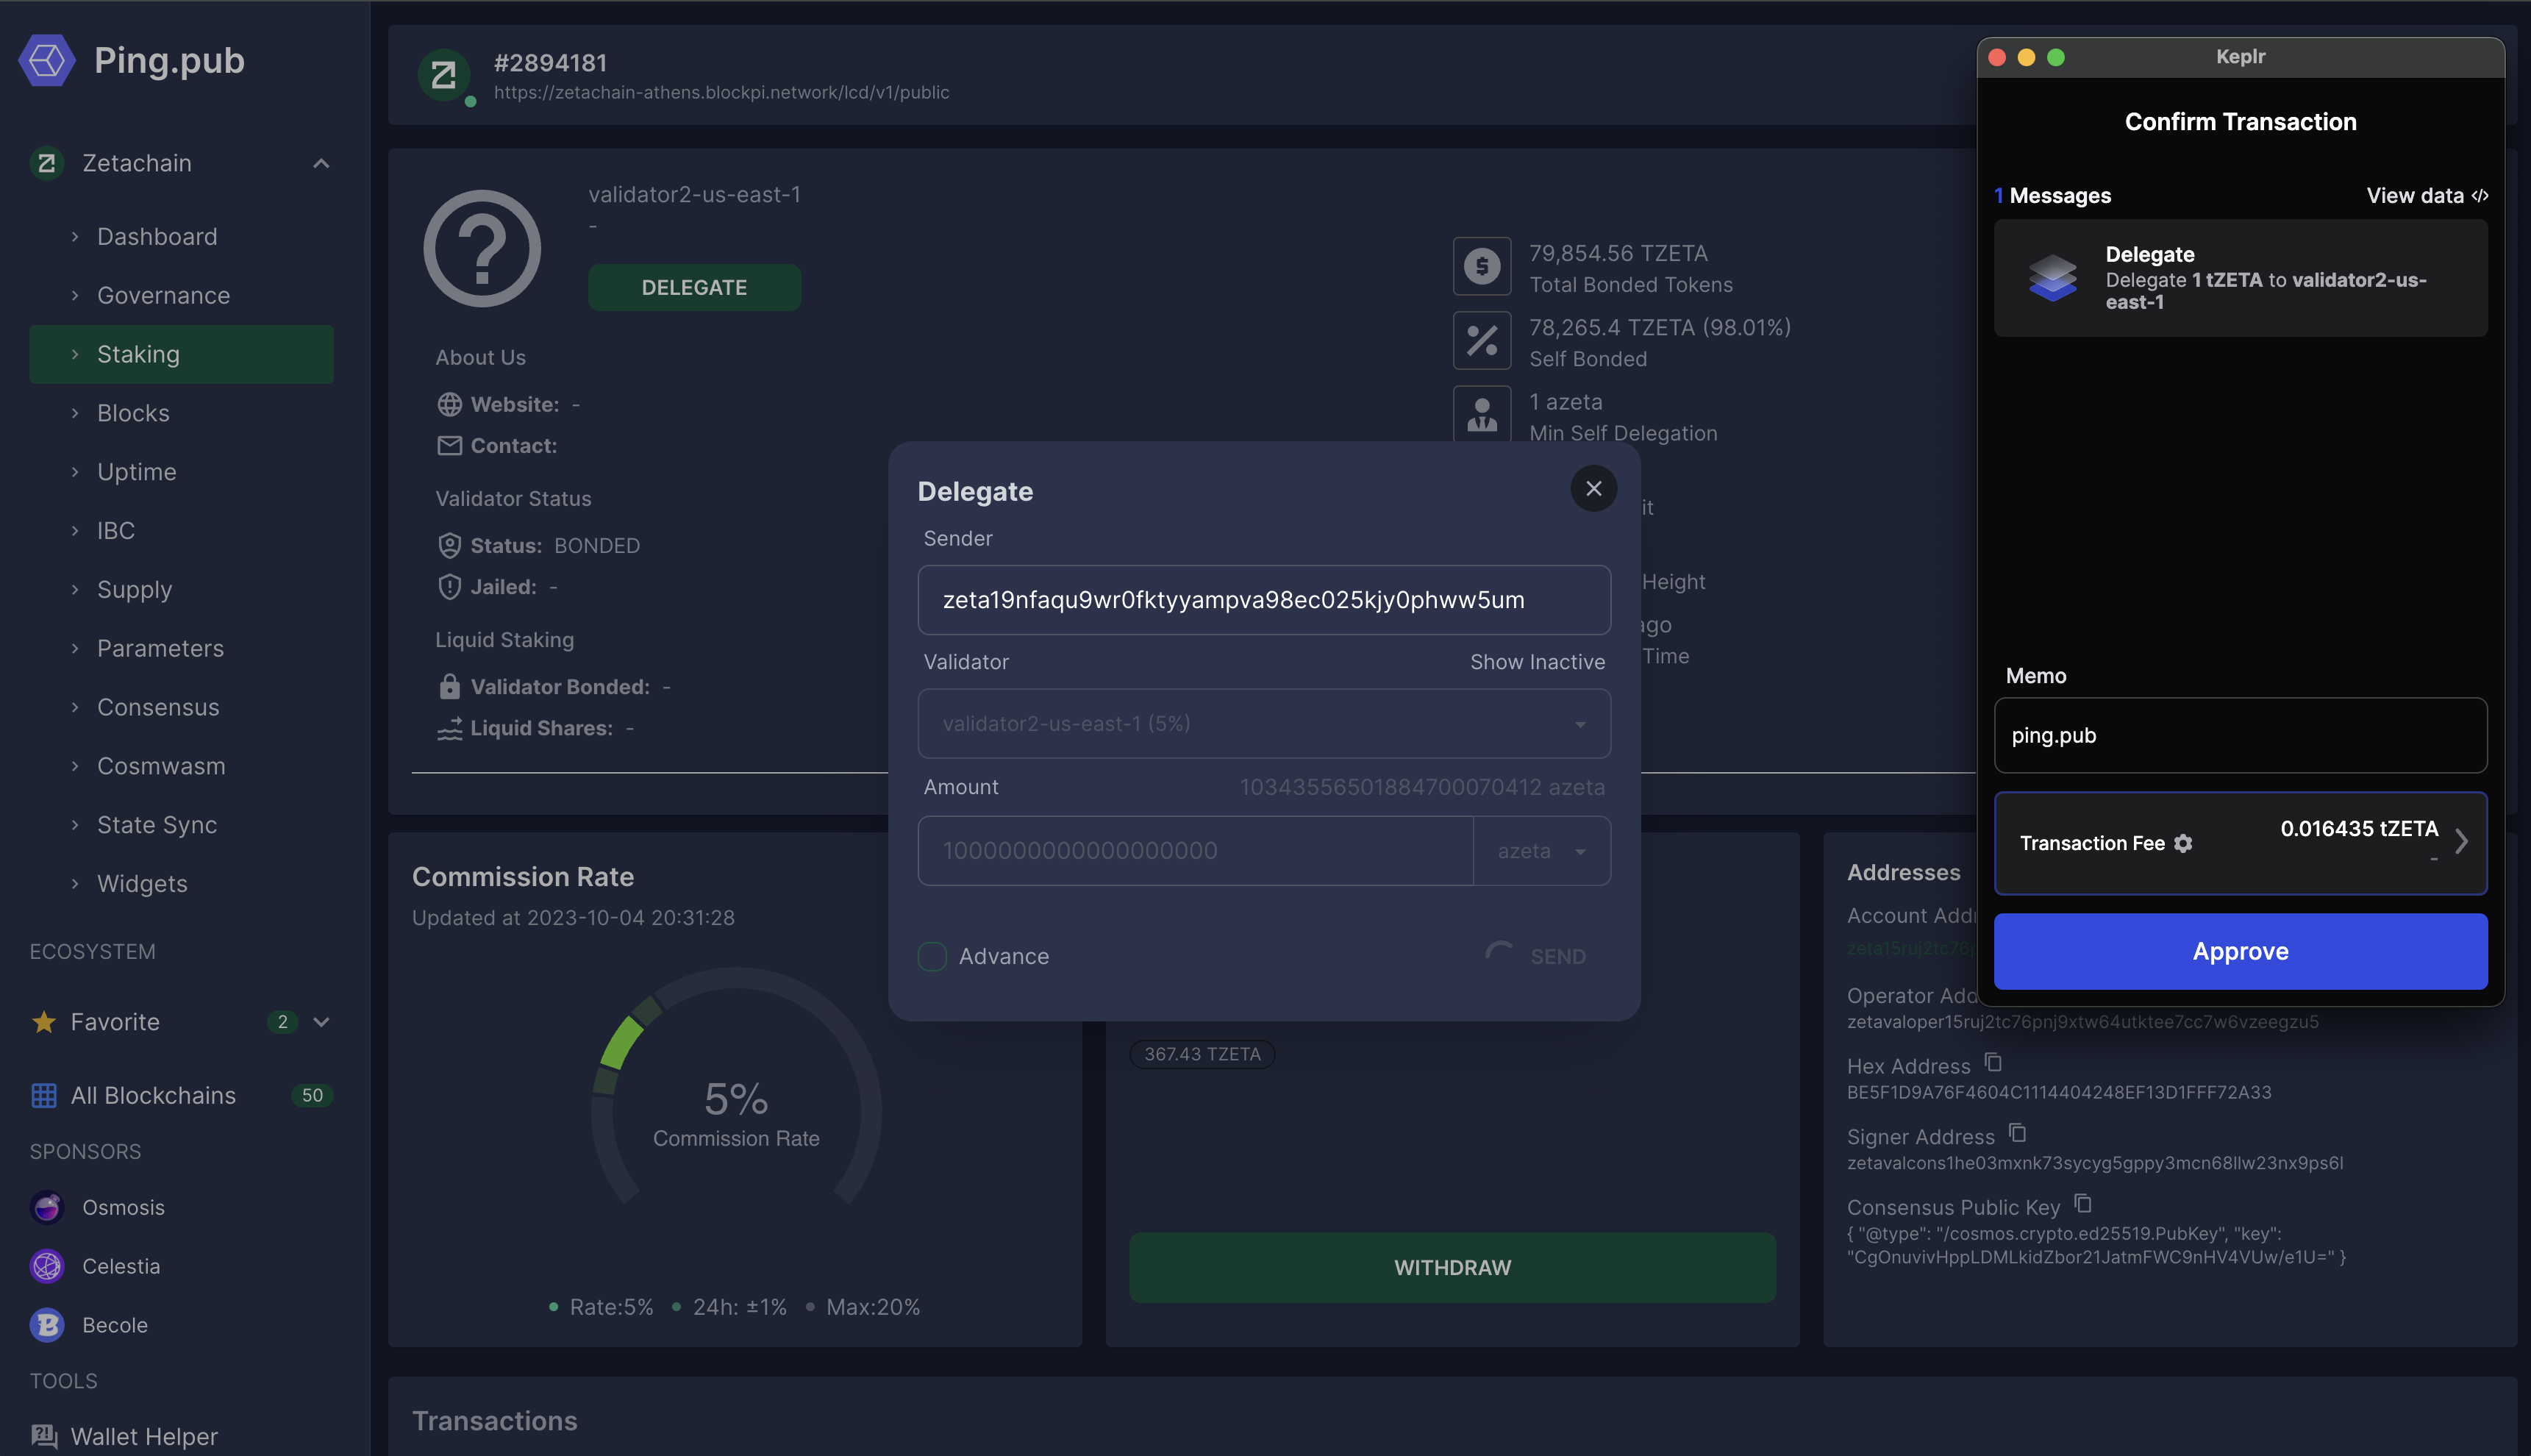 Ping.pub
Zetachain
Dashboard
Governance
Staking
Blocks
Uptime
IBC
Supply
Parameters
Consensus
Cosmwasm
State Sync
Widgets
ECOSYSTEM
Favorite 2
All Blockchains 50
SPONSORS
Osmosis
Celestia
Becole
TOOLS
Wallet Helper
#2894181
https://zetachain-athens.blockpi.network/lcd/v1/public
validator2-us-east-1
-
DELEGATE
About Us
Website: -
Contact:
Validator Status
Status: BONDED
Jailed: -
Liquid Staking
Validator Bonded: -
Liquid Shares: -
79,854.56 TZETA
Total Bonded Tokens
78,265.4 TZETA (98.01%)
Self Bonded
1 azeta
Min Self Delegation
it
Height
ago
Time
Delegate
Sender
zeta19nfaqu9wr0fktyyampva98ec025kjy0phww5um
Validator Show Inactive
validator2-us-east-1 (5%)
Amount 10343556501884700070412 azeta
1000000000000000000 azeta
Advance SEND
Commission Rate
Updated at 2023-10-04 20:31:28
5%
Commission Rate
Rate:5% 24h: ±1% Max:20%
367.43 TZETA
WITHDRAW
Addresses
Account Addr
zeta15ruj2tc76p
Operator Add
zetavaloper15ruj2tc76pnj9xtw64utktee7cc7w6vzeegzu5
Hex Address
BE5F1D9A76F4604C1114404248EF13D1FFF72A33
Signer Address
zetavalcons1he03mxnk73sycyg5gppy3mcn68llw23nx9ps6l
Consensus Public Key
{ "@type": "/cosmos.crypto.ed25519.PubKey", "key":
"CgOnuvivHppLDMLkidZbor21JatmFWC9nHV4VUw/e1U=" }
Transactions
Keplr
Confirm Transaction
1 Messages View data </>
Delegate
Delegate 1 tZETA to validator2-us-
east-1
Memo
ping.pub
Transaction Fee 0.016435 tZETA
-
Approve